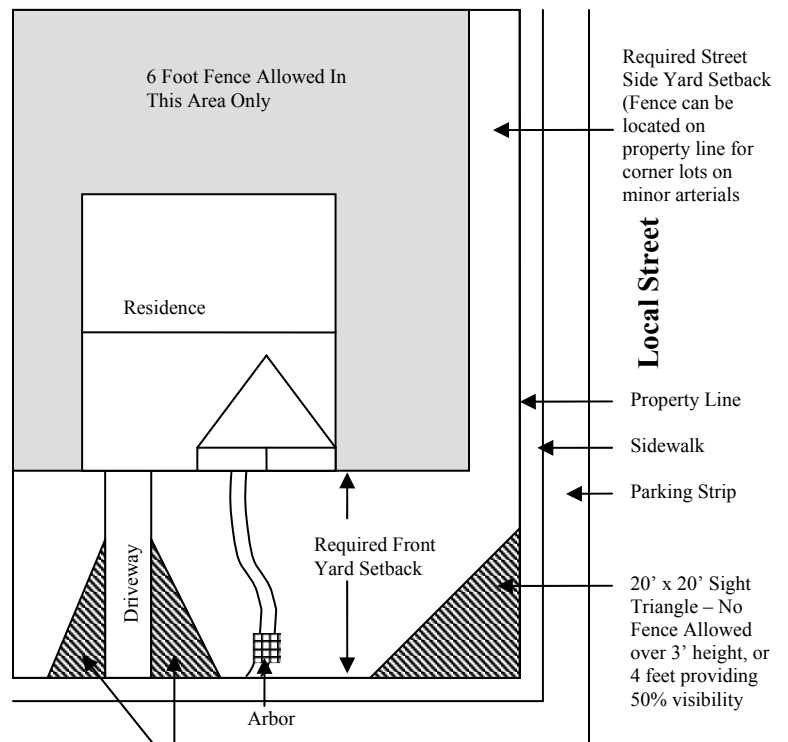 6 Foot Fence Allowed In
This Area Only
Required Street
Side Yard Setback
(Fence can be
located on
property line for
corner lots on
minor arterials
Local Street
Residence
Property Line
Sidewalk
Parking Strip
Driveway
Required Front
Yard Setback
20’ x 20’ Sight
Triangle – No
Fence Allowed
over 3’ height, or
4 feet providing
50% visibility
Arbor